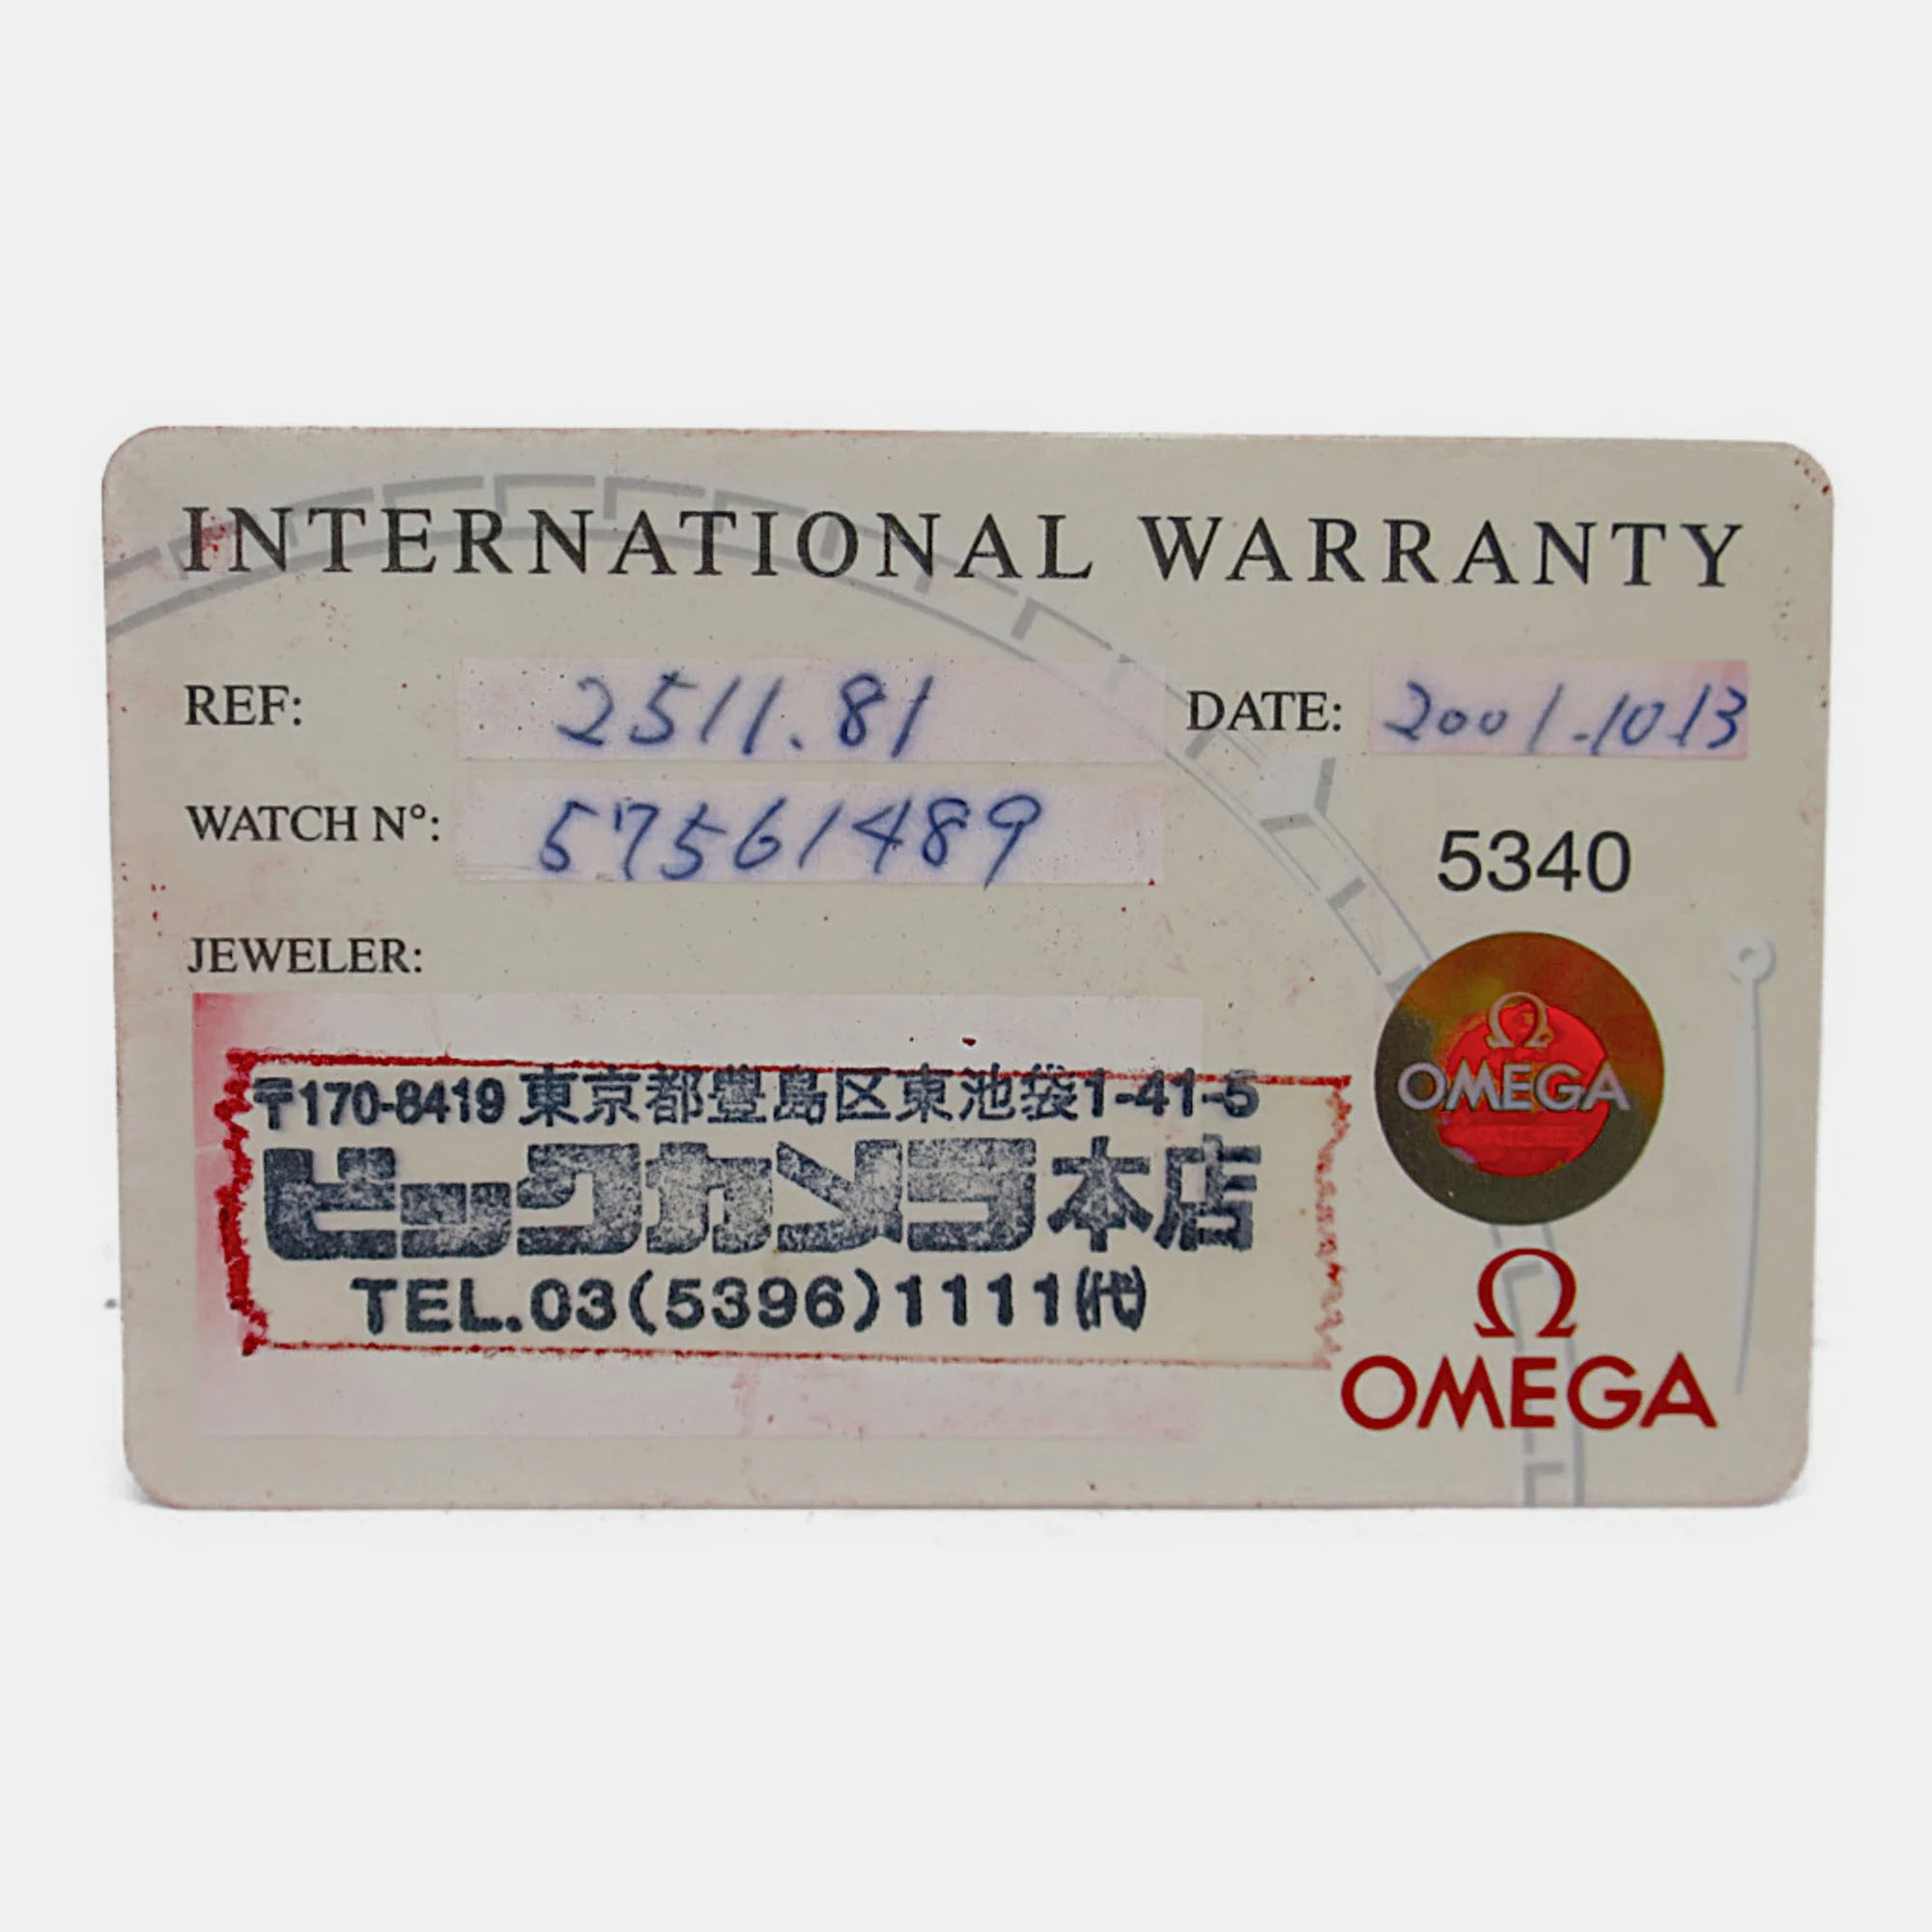 INTERNATIONAL WARRANTY
REF: 2511.81 DATE: 2001.10.13
WATCH N°: 57561489
5340
JEWELER:
〒170-8419 東京都豊島区東池袋1-41-5
ビックカメラ本店
TEL.03(5396)1111㈹
Ω
OMEGA
Ω
OMEGA